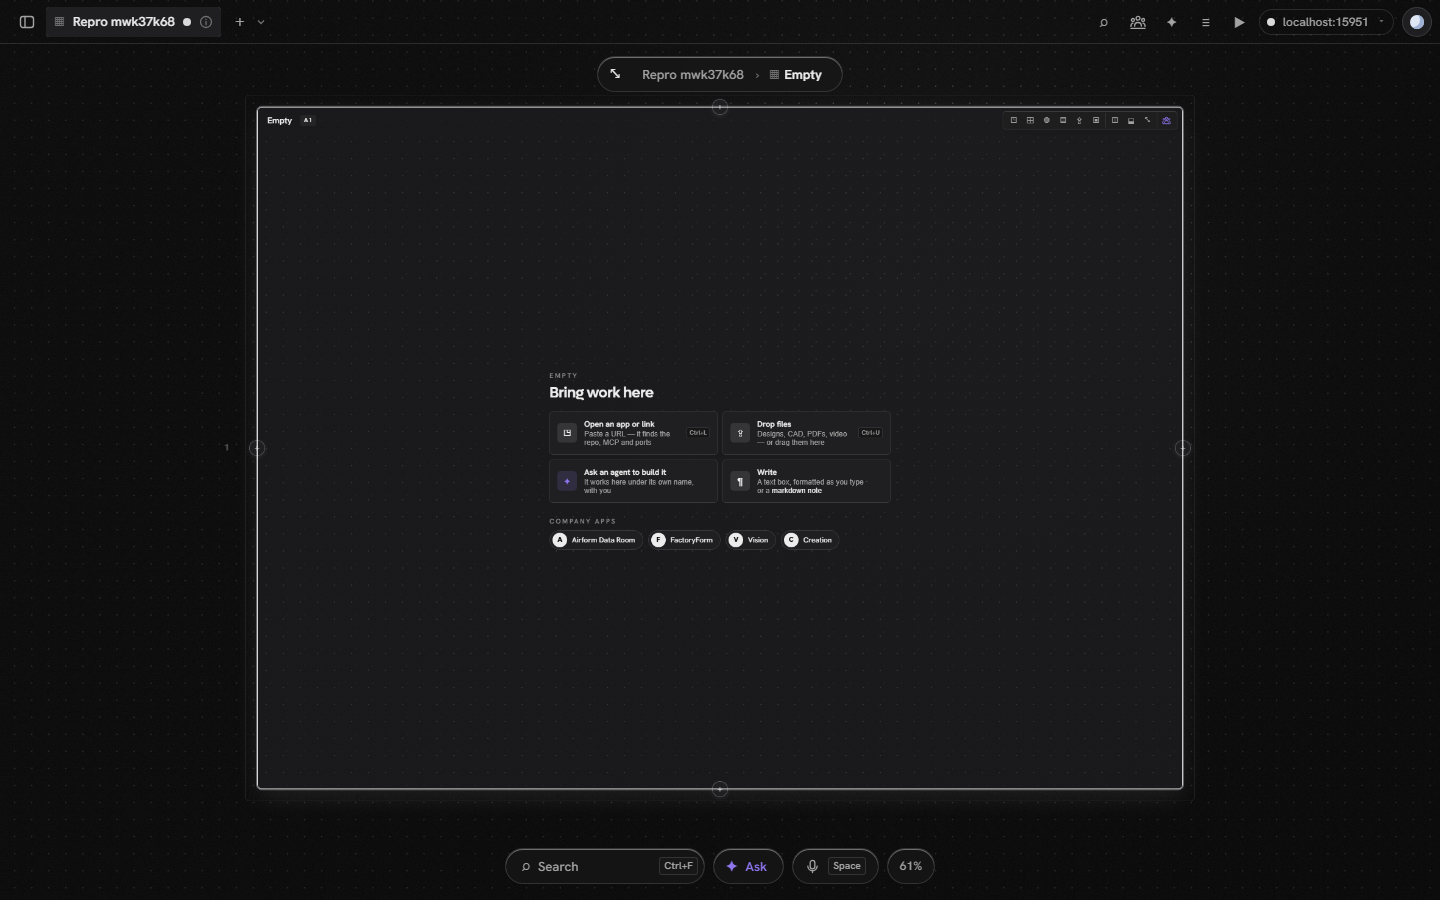 Repro mwk37k68
localhost:15951
Repro mwk37k68 › Empty
Empty A1
1
EMPTY
Bring work here
Open an app or link
Paste a URL — it finds the
repo, MCP and ports
Ctrl+L
Drop files
Designs, CAD, PDFs, video
— or drag them here
Ctrl+U
Ask an agent to build it
It works here under its own name,
with you
Write
A text box, formatted as you type ·
or a markdown note
COMPANY APPS
A Airform Data Room F FactoryForm V Vision C Creation
Search Ctrl+F Ask Space 61%